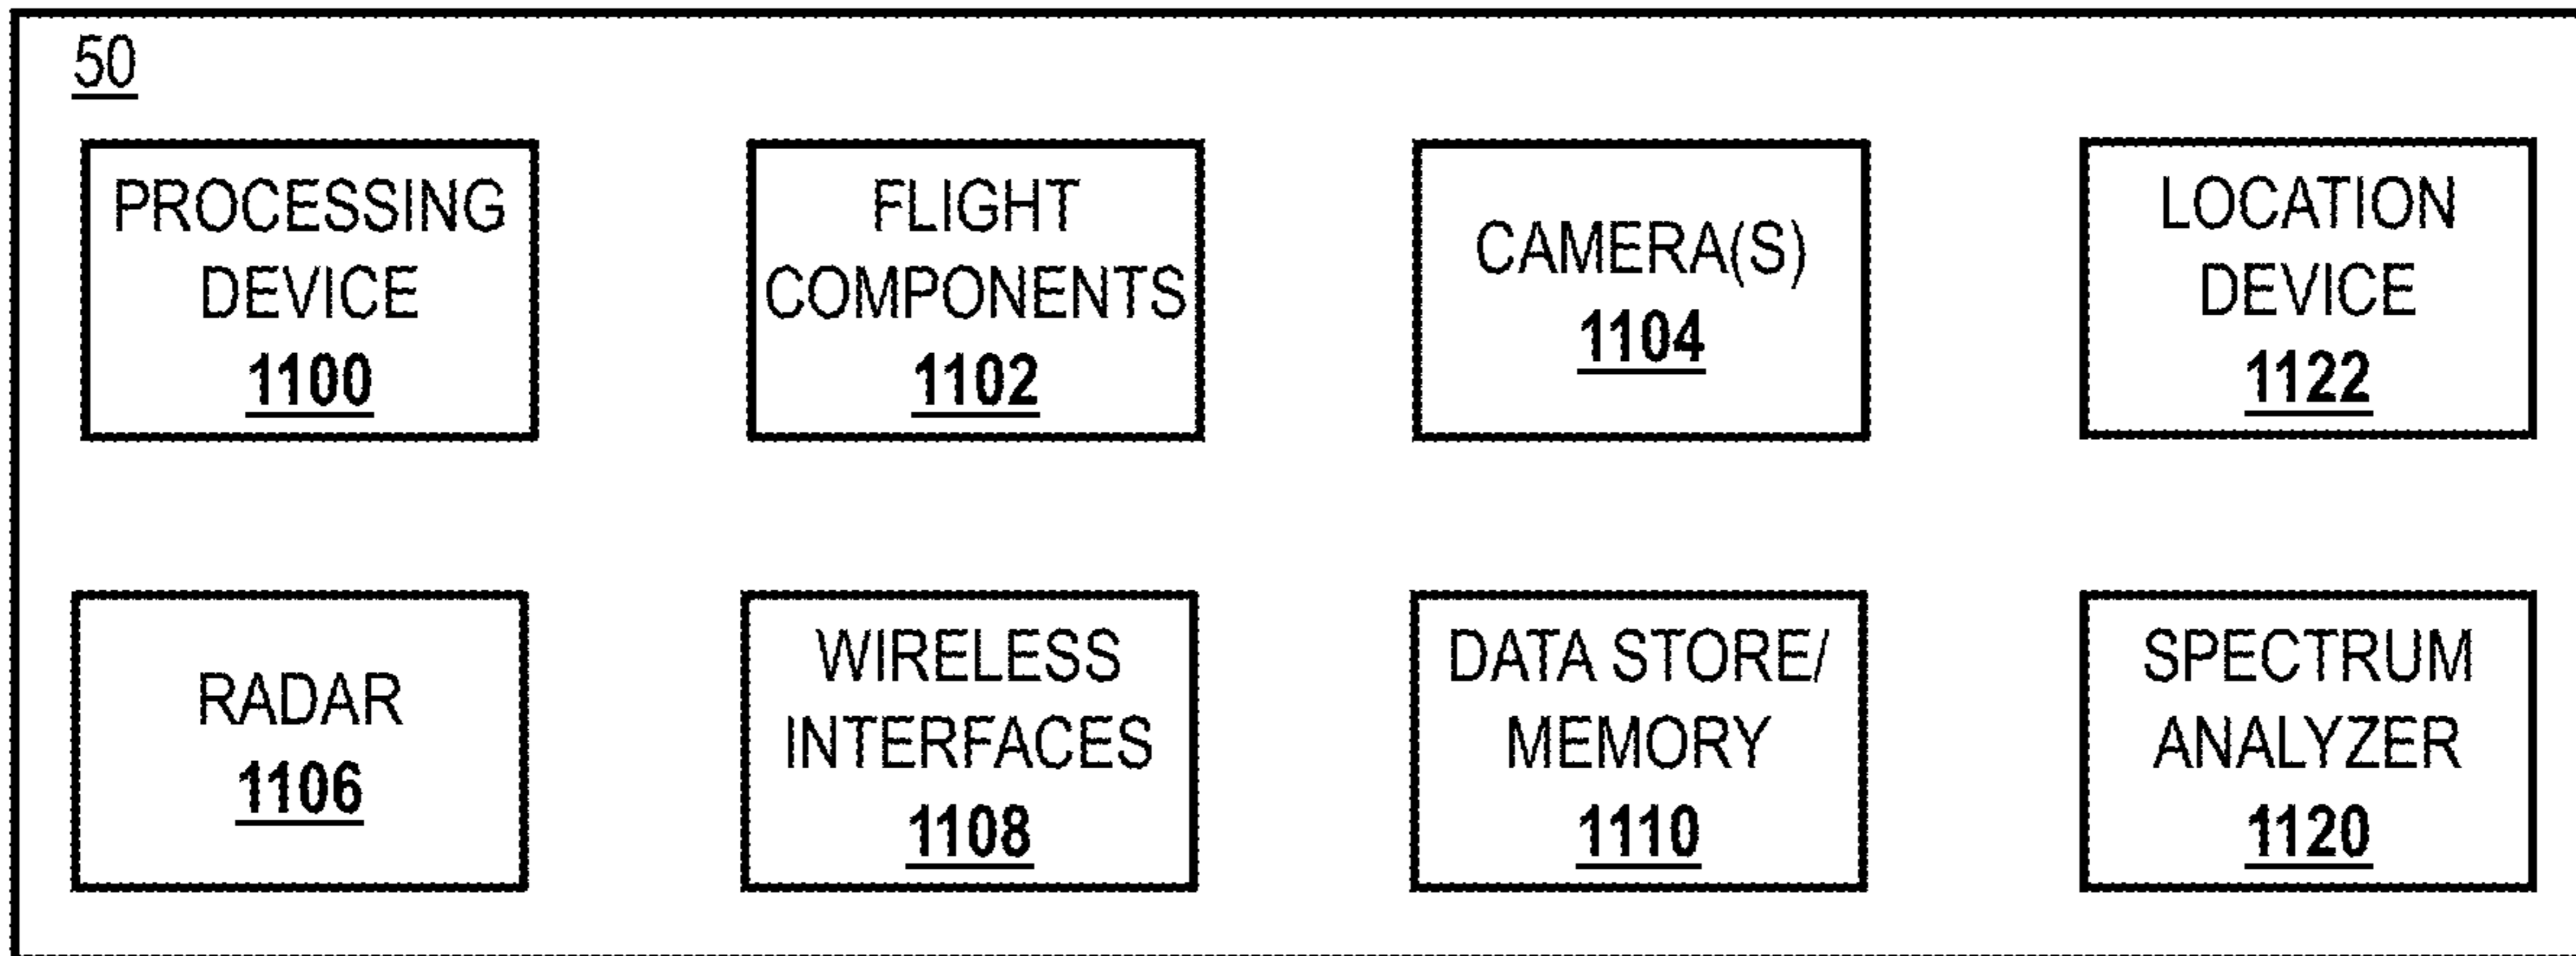 50
PROCESSING
DEVICE
1100
FLIGHT
COMPONENTS
1102
CAMERA(S)
1104
LOCATION
DEVICE
1122
RADAR
1106
WIRELESS
INTERFACES
1108
DATA STORE/
MEMORY
1110
SPECTRUM
ANALYZER
1120